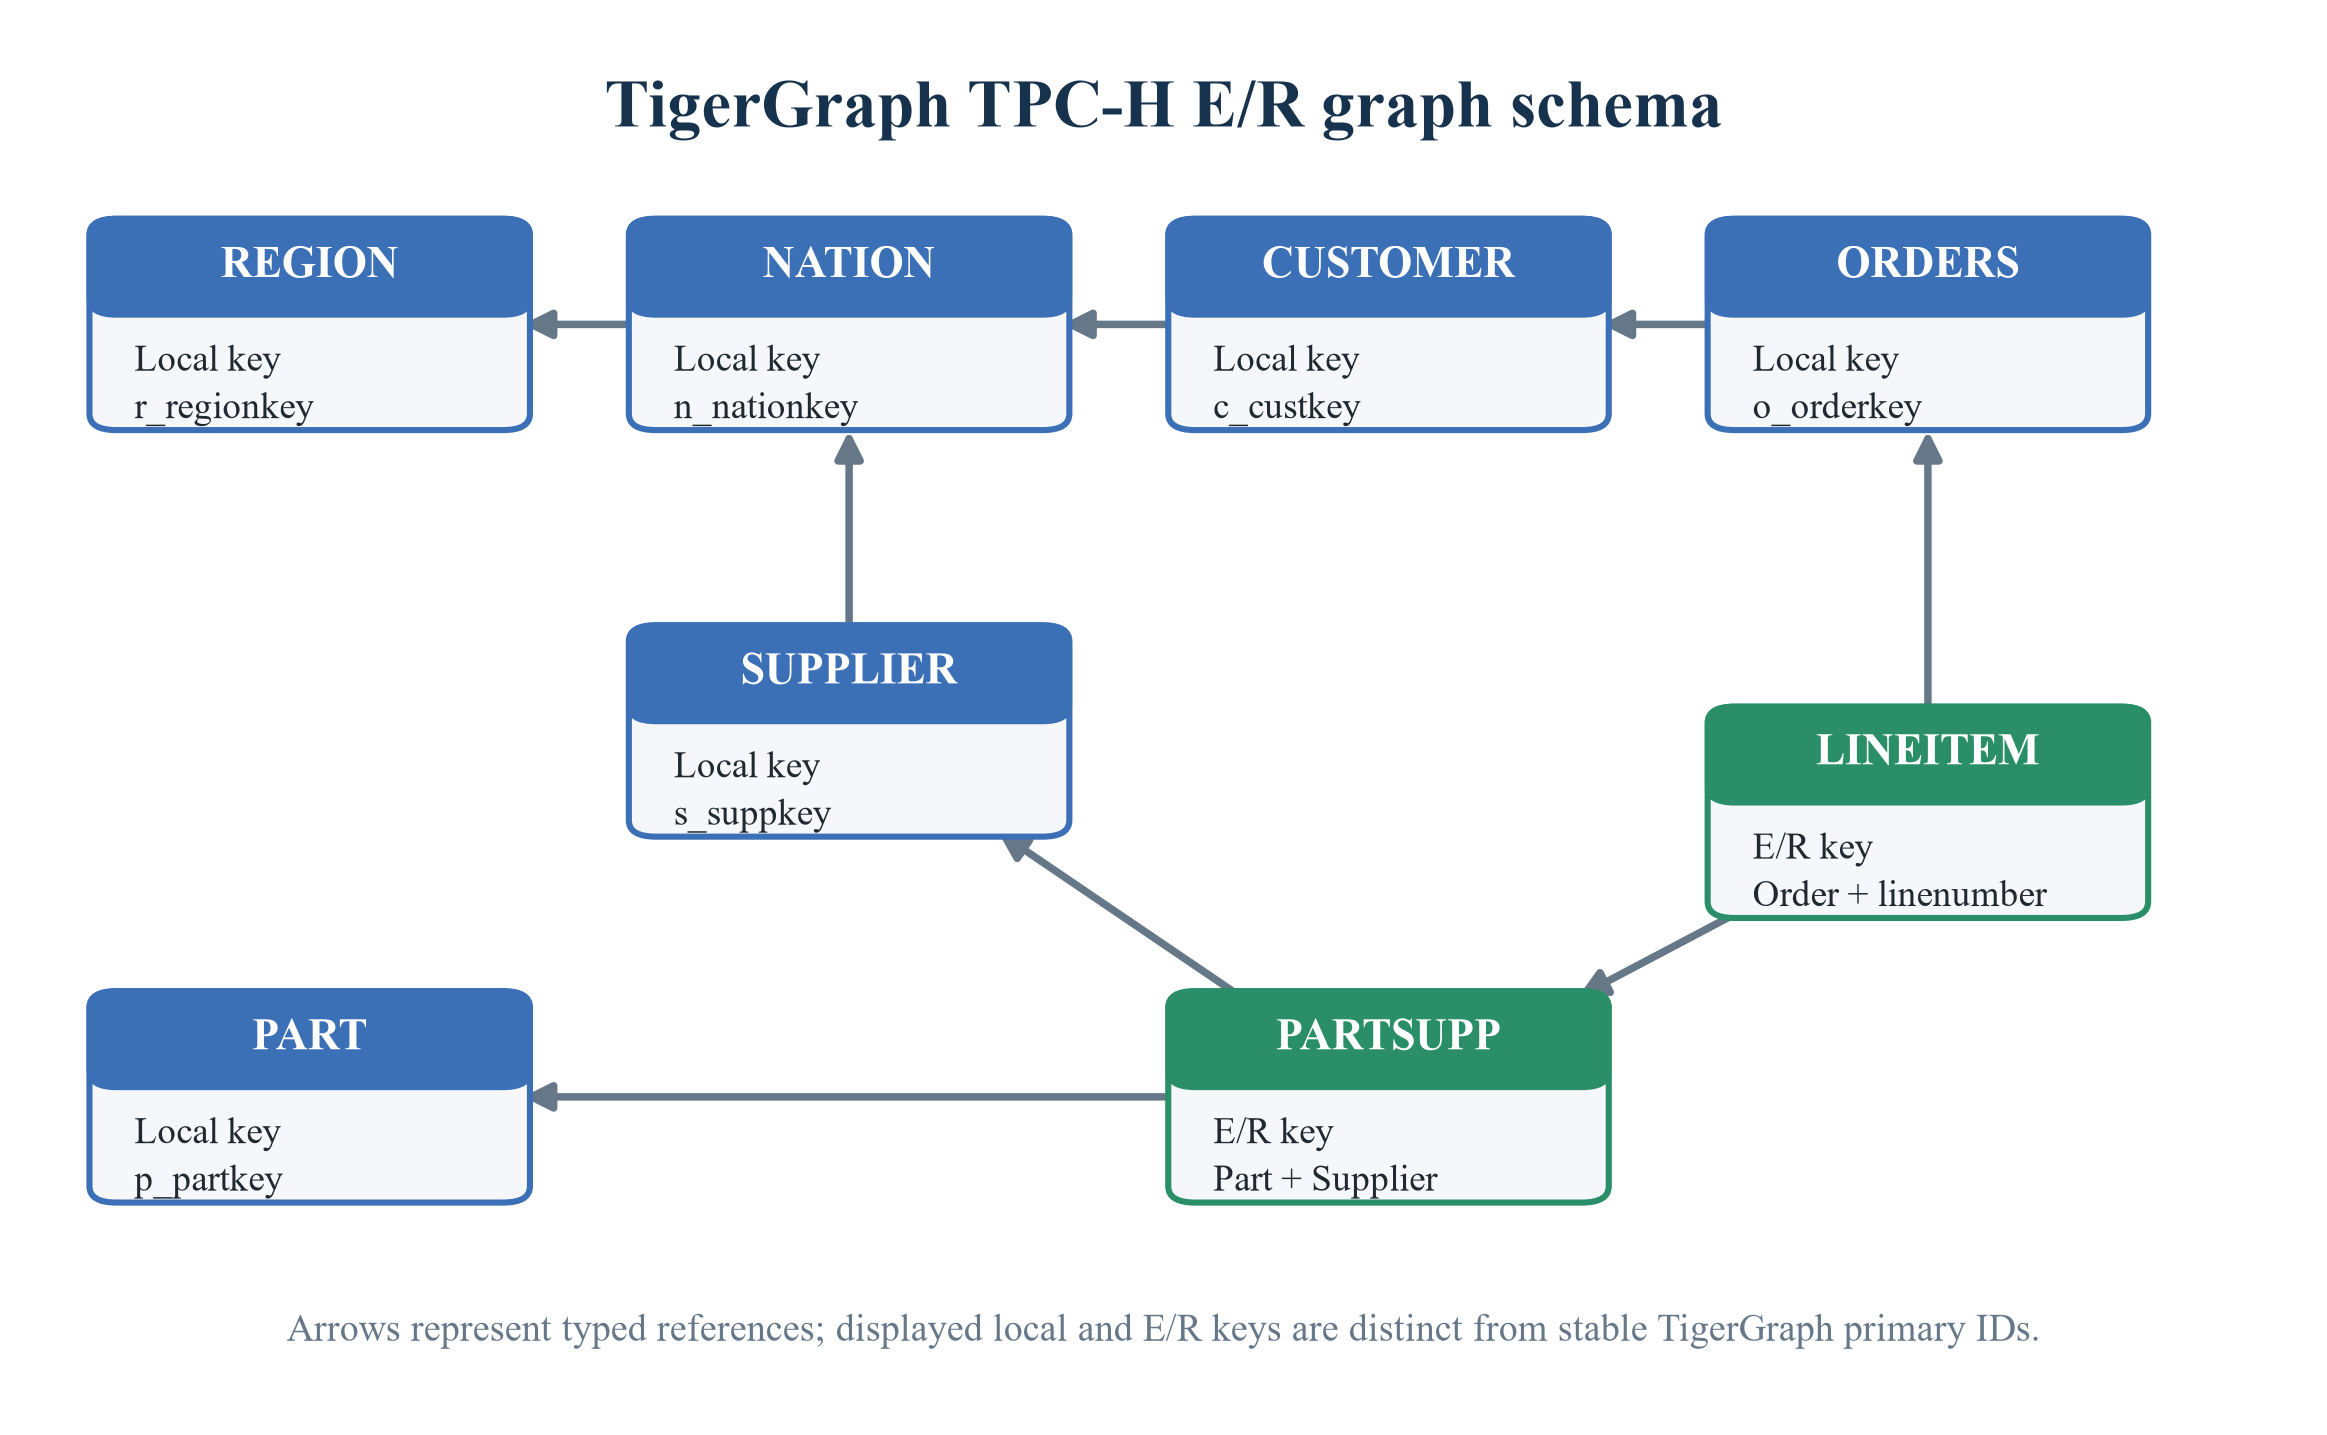 TigerGraph TPC-H E/R graph schema
REGION
Local key
r_regionkey
NATION
Local key
n_nationkey
CUSTOMER
Local key
c_custkey
ORDERS
Local key
o_orderkey
SUPPLIER
Local key
s_suppkey
LINEITEM
E/R key
Order + linenumber
PART
Local key
p_partkey
PARTSUPP
E/R key
Part + Supplier
Arrows represent typed references; displayed local and E/R keys are distinct from stable TigerGraph primary IDs.